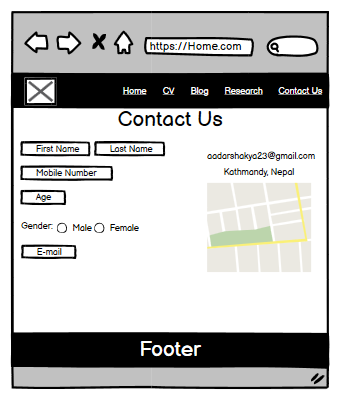 https://Home.com
Home CV Blog Research Contact Us
Contact Us
First Name Last Name
Mobile Number
Age
Gender: Male Female
E-mail
aadarshakya23@gmail.com
Kathmandy, Nepal
Footer